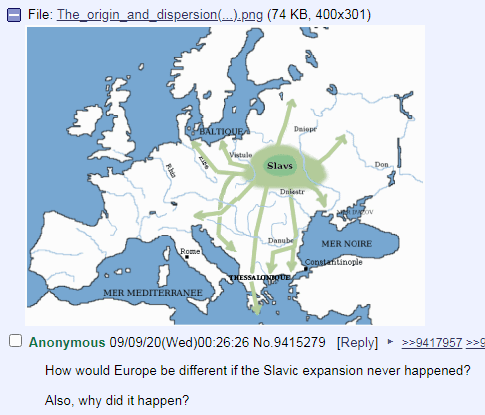 File: The_origin_and_dispersion(...).png (74 KB, 400x301)
BALTIQUE
Dniepr
Vistule
Elbe
Rhin
Slavs
Don
Dniestr
MER D'AZOV
Danube
MER NOIRE
Rome
Constantinople
THESSALONIQUE
MER MEDITERRANEE
Anonymous 09/09/20(Wed)00:26:26 No.9415279 [Reply] ► >>9417957 >>9
How would Europe be different if the Slavic expansion never happened?
Also, why did it happen?